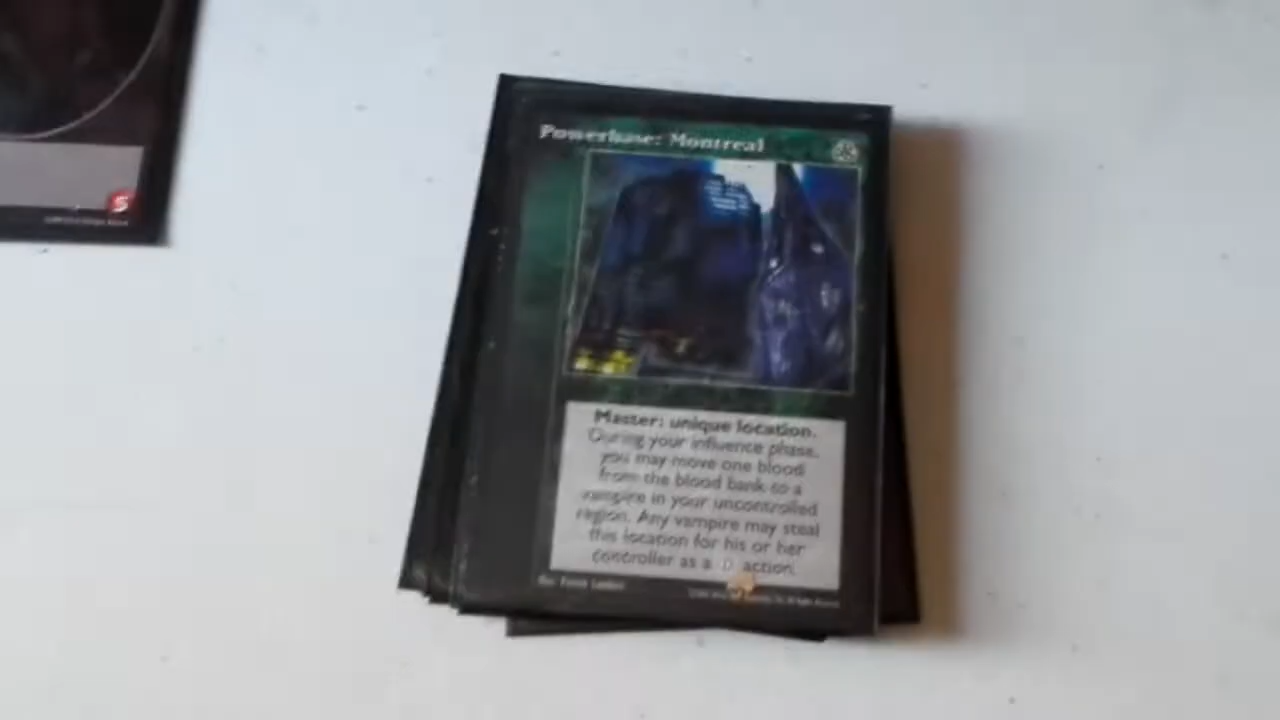 Powerbase: Montreal
Master: unique location.
During your influence phase,
you may move one blood
from the blood bank to a
vampire in your uncontrolled
region. Any vampire may steal
this location for his or her
controller as a D action.